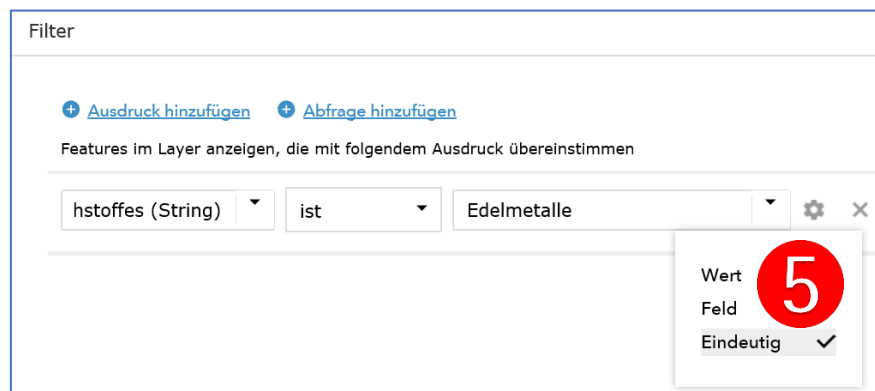 Filter
Ausdruck hinzufügen Abfrage hinzufügen
Features im Layer anzeigen, die mit folgendem Ausdruck übereinstimmen
hstoffes (String) ist Edelmetalle
Wert
Feld
Eindeutig
5